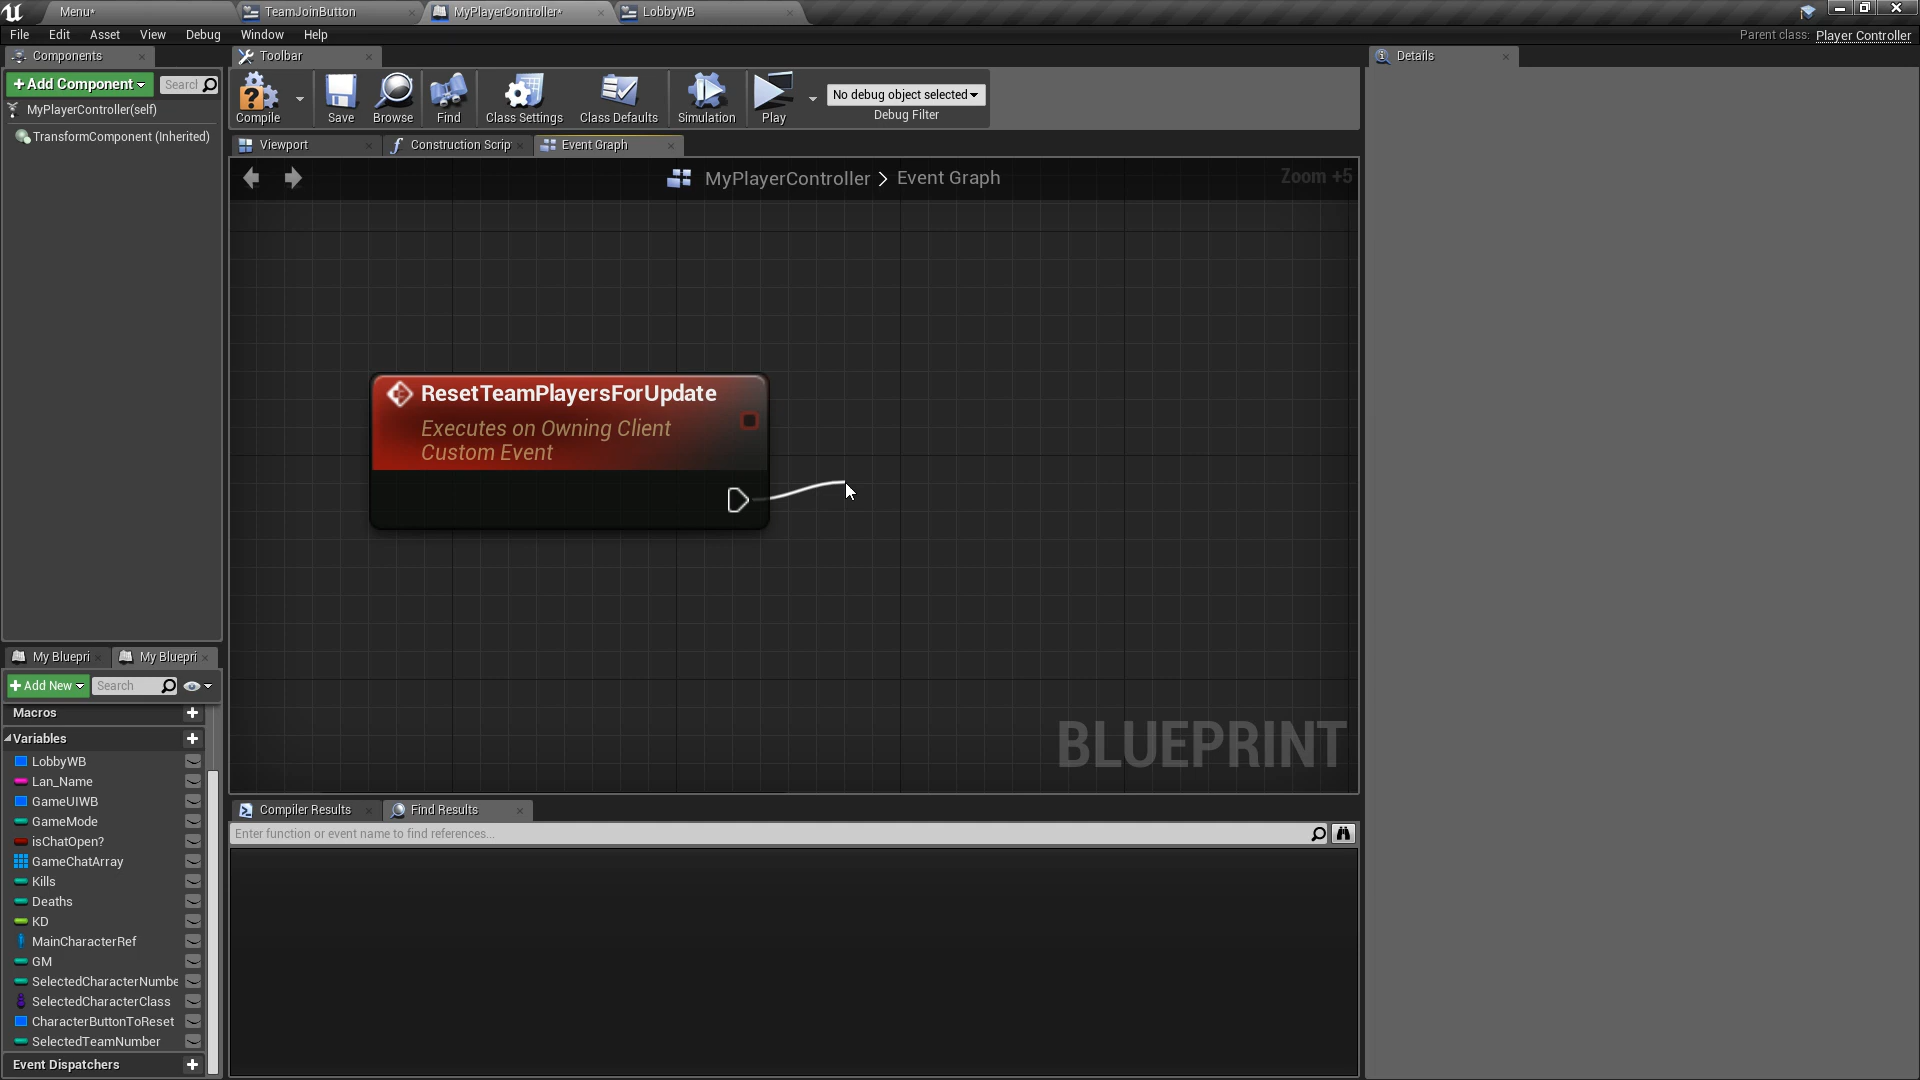 Menu*
TeamJoinButton
MyPlayerController*
LobbyWB
File Edit Asset View Debug Window Help
Parent class: Player Controller
Components
Toolbar
Details
+Add Component
Search
MyPlayerController(self)
TransformComponent (Inherited)
Compile
Save
Browse
Find
Class Settings
Class Defaults
Simulation
Play
No debug object selected
Debug Filter
Viewport
Construction Scrip
Event Graph
MyPlayerController > Event Graph
Zoom +5
ResetTeamPlayersForUpdate
Executes on Owning Client
Custom Event
BLUEPRINT
My Bluepri
My Bluepri
+Add New
Search
Macros
Variables
LobbyWB
Lan_Name
GameUIWB
GameMode
isChatOpen?
GameChatArray
Kills
Deaths
KD
MainCharacterRef
GM
SelectedCharacterNumbe
SelectedCharacterClass
CharacterButtonToReset
SelectedTeamNumber
Event Dispatchers
Compiler Results
Find Results
Enter function or event name to find references...